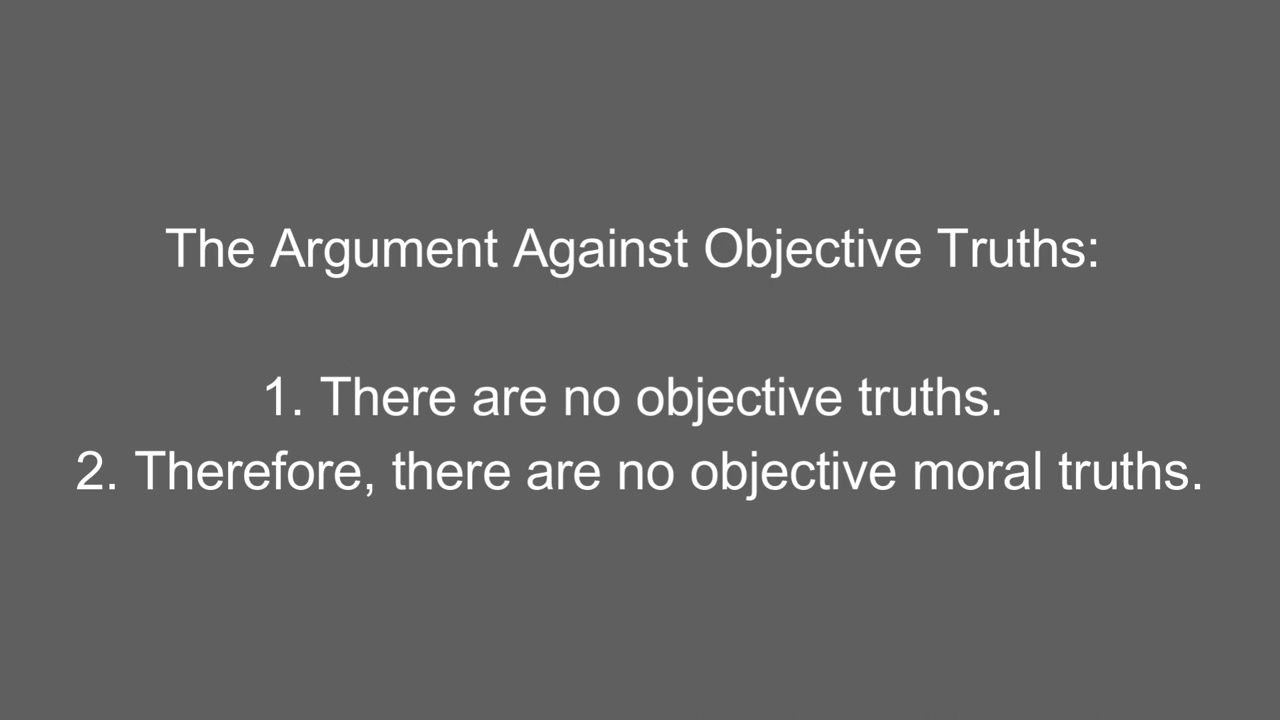 The Argument Against Objective Truths:
1. There are no objective truths.
2. Therefore, there are no objective moral truths.